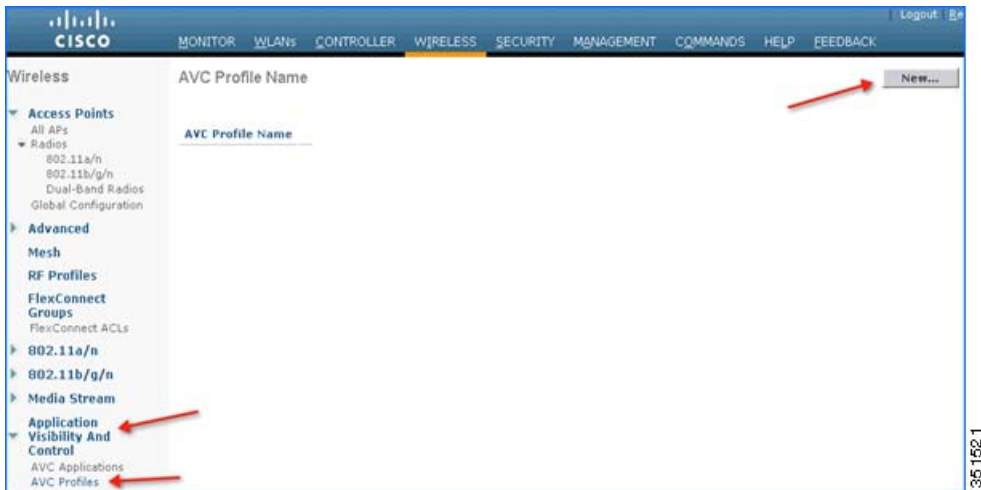 Logout Re
CISCO
MONITOR WLANs CONTROLLER WIRELESS SECURITY MANAGEMENT COMMANDS HELP FEEDBACK
Wireless
Access Points
All APs
Radios
802.11a/n
802.11b/g/n
Dual-Band Radios
Global Configuration
Advanced
Mesh
RF Profiles
FlexConnect
Groups
FlexConnect ACLs
802.11a/n
802.11b/g/n
Media Stream
Application
Visibility And
Control
AVC Applications
AVC Profiles
AVC Profile Name
New...
AVC Profile Name
351521